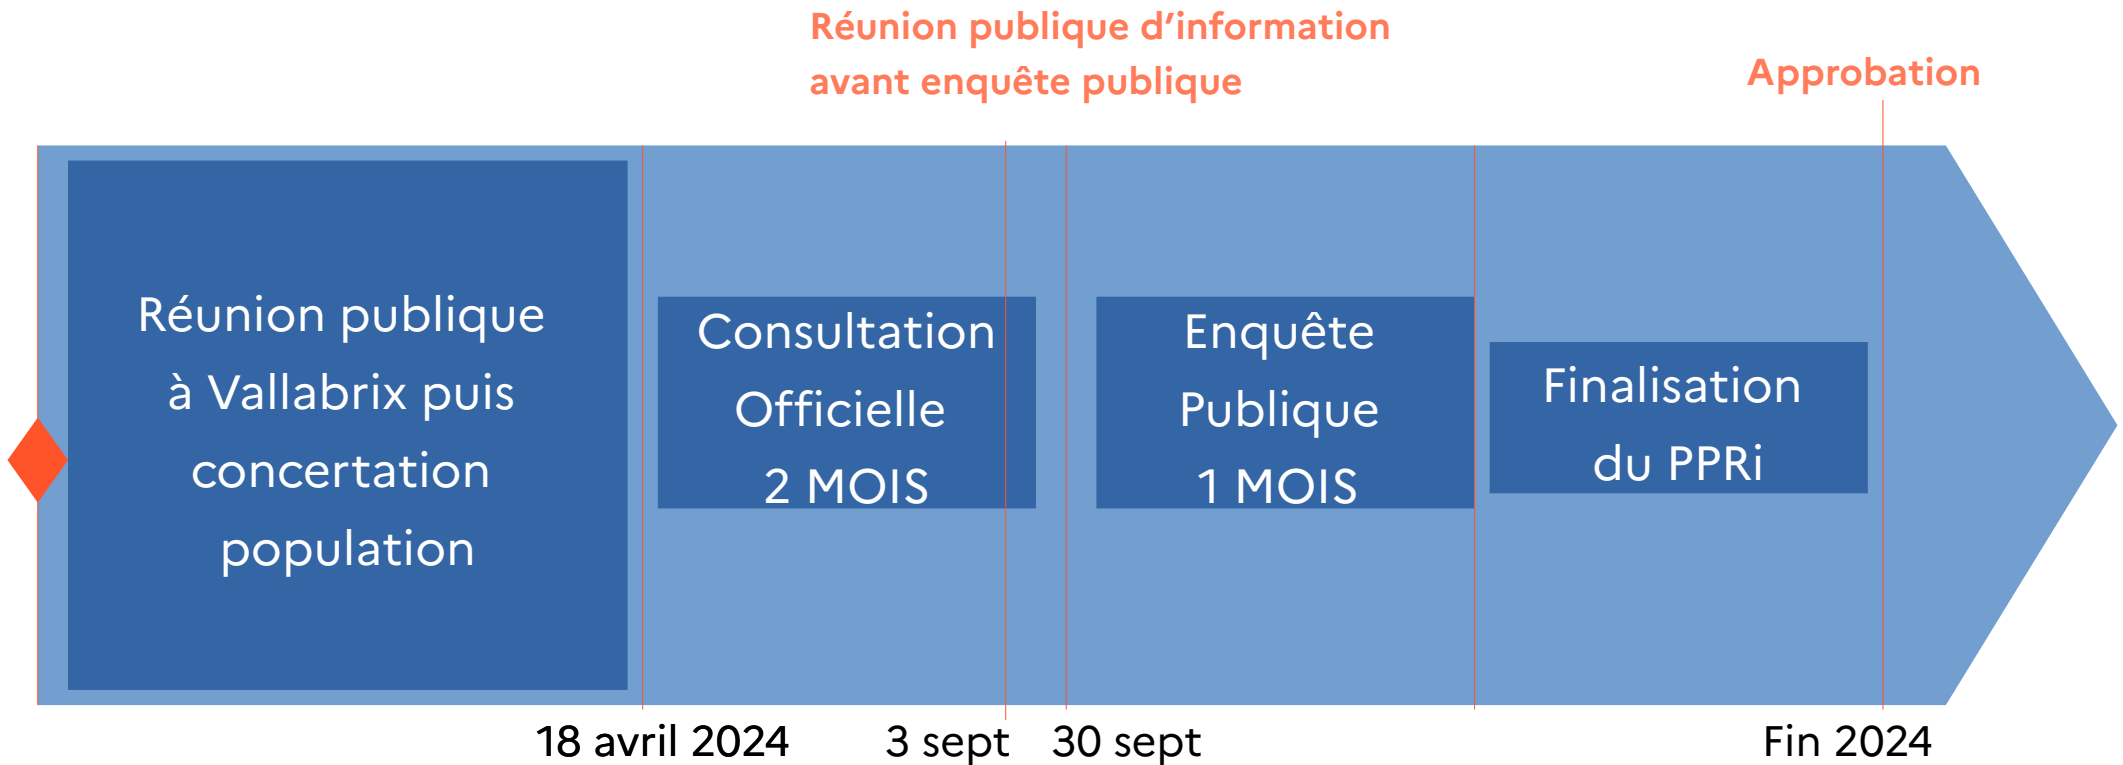 Réunion publique d'information
avant enquête publique
Approbation
Réunion publique
à Vallabrix puis
concertation
population
Consultation
Officielle
2 MOIS
Enquête
Publique
1 MOIS
Finalisation
du PPRi
18 avril 2024
3 sept
30 sept
Fin 2024